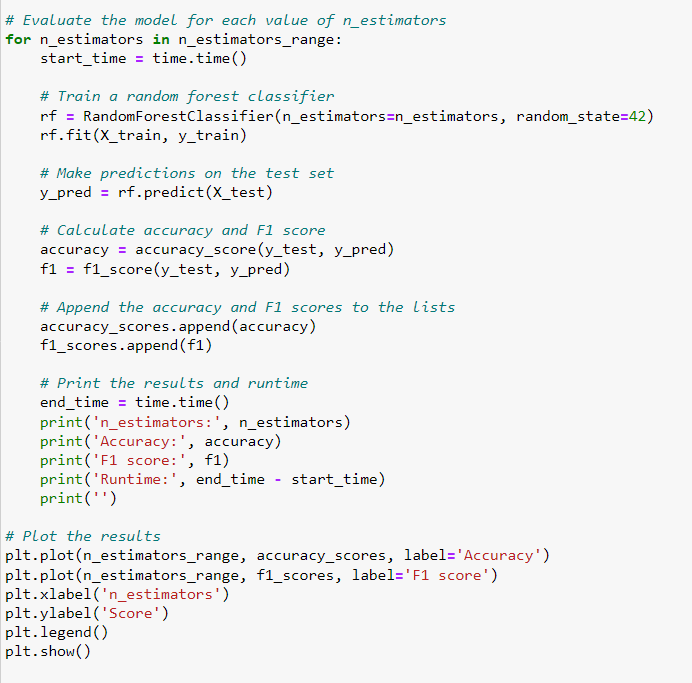 # Evaluate the model for each value of n_estimators
for n_estimators in n_estimators_range:
    start_time = time.time()

    # Train a random forest classifier
    rf = RandomForestClassifier(n_estimators=n_estimators, random_state=42)
    rf.fit(X_train, y_train)

    # Make predictions on the test set
    y_pred = rf.predict(X_test)

    # Calculate accuracy and F1 score
    accuracy = accuracy_score(y_test, y_pred)
    f1 = f1_score(y_test, y_pred)

    # Append the accuracy and F1 scores to the lists
    accuracy_scores.append(accuracy)
    f1_scores.append(f1)

    # Print the results and runtime
    end_time = time.time()
    print('n_estimators:', n_estimators)
    print('Accuracy:', accuracy)
    print('F1 score:', f1)
    print('Runtime:', end_time - start_time)
    print('')

# Plot the results
plt.plot(n_estimators_range, accuracy_scores, label='Accuracy')
plt.plot(n_estimators_range, f1_scores, label='F1 score')
plt.xlabel('n_estimators')
plt.ylabel('Score')
plt.legend()
plt.show()